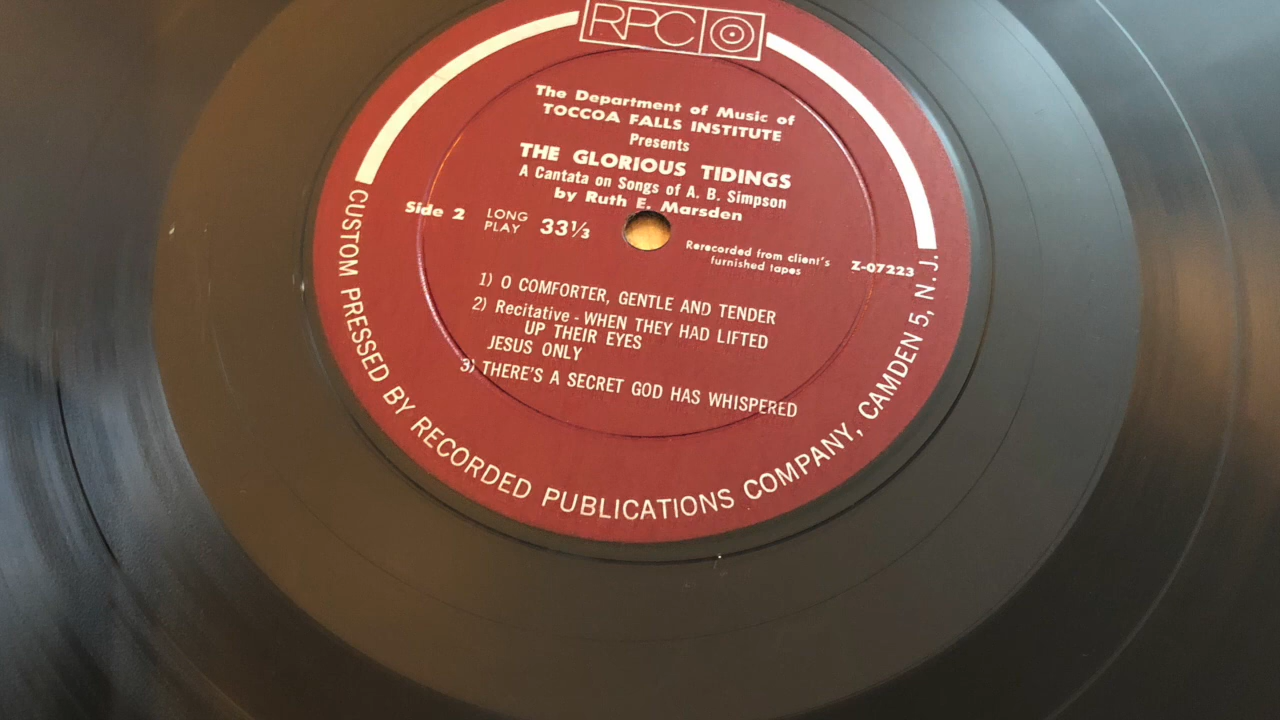 RPC
The Department of Music of
TOCCOA FALLS INSTITUTE
Presents
THE GLORIOUS TIDINGS
A Cantata on Songs of A. B. Simpson
by Ruth E. Marsden
Side 2
LONG
PLAY
33⅓
Rerecorded from client's
furnished tapes
Z-07223
1) O COMFORTER, GENTLE AND TENDER
2) Recitative - WHEN THEY HAD LIFTED
UP THEIR EYES
JESUS ONLY
3) THERE'S A SECRET GOD HAS WHISPERED
CUSTOM PRESSED BY RECORDED PUBLICATIONS COMPANY, CAMDEN 5, N. J.